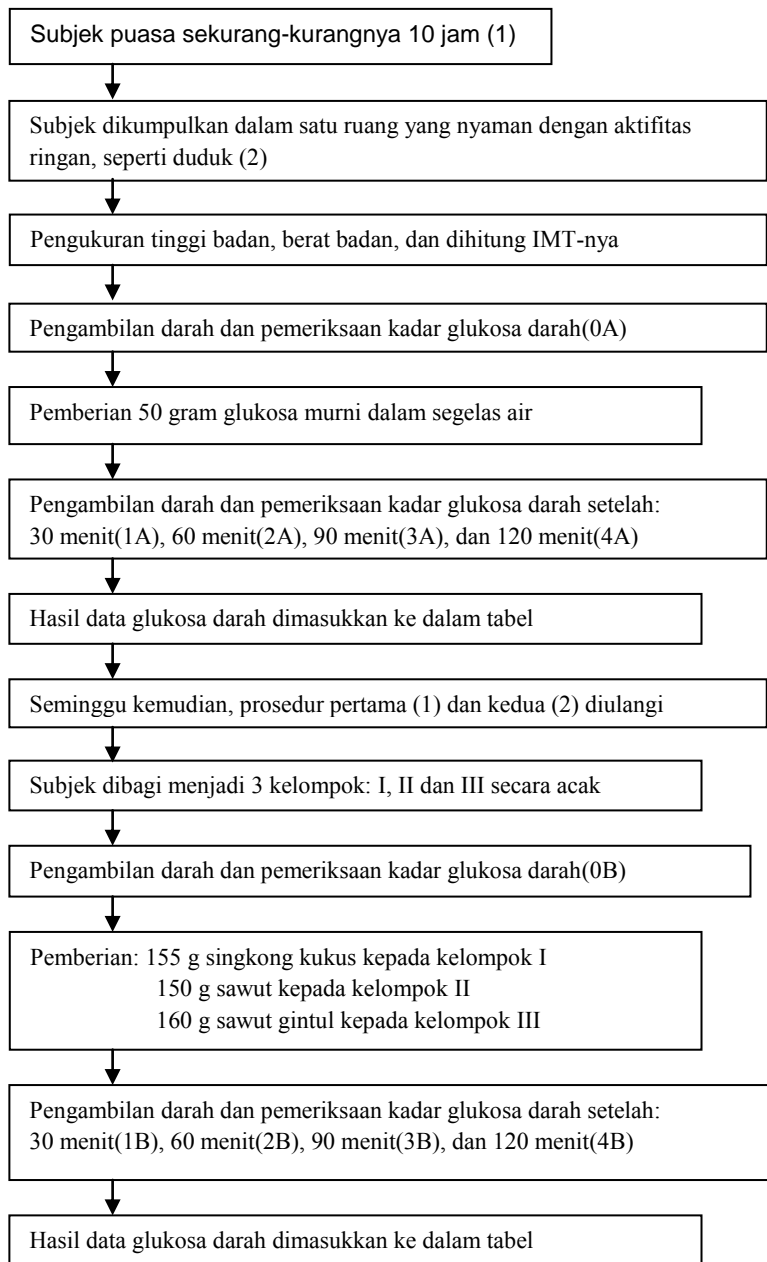 Subjek puasa sekurang-kurangnya 10 jam (1)
Subjek dikumpulkan dalam satu ruang yang nyaman dengan aktifitas
ringan, seperti duduk (2)
Pengukuran tinggi badan, berat badan, dan dihitung IMT-nya
Pengambilan darah dan pemeriksaan kadar glukosa darah(0A)
Pemberian 50 gram glukosa murni dalam segelas air
Pengambilan darah dan pemeriksaan kadar glukosa darah setelah:
30 menit(1A), 60 menit(2A), 90 menit(3A), dan 120 menit(4A)
Hasil data glukosa darah dimasukkan ke dalam tabel
Seminggu kemudian, prosedur pertama (1) dan kedua (2) diulangi
Subjek dibagi menjadi 3 kelompok: I, II dan III secara acak
Pengambilan darah dan pemeriksaan kadar glukosa darah(0B)
Pemberian: 155 g singkong kukus kepada kelompok I
150 g sawut kepada kelompok II
160 g sawut gintul kepada kelompok III
Pengambilan darah dan pemeriksaan kadar glukosa darah setelah:
30 menit(1B), 60 menit(2B), 90 menit(3B), dan 120 menit(4B)
Hasil data glukosa darah dimasukkan ke dalam tabel